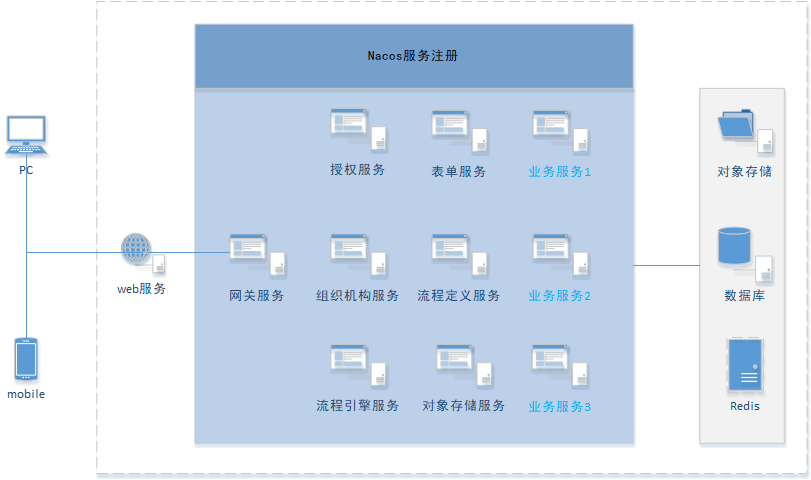 Nacos服务注册
PC
mobile
web服务
授权服务
表单服务
业务服务1
网关服务
组织机构服务
流程定义服务
业务服务2
流程引擎服务
对象存储服务
业务服务3
对象存储
数据库
Redis